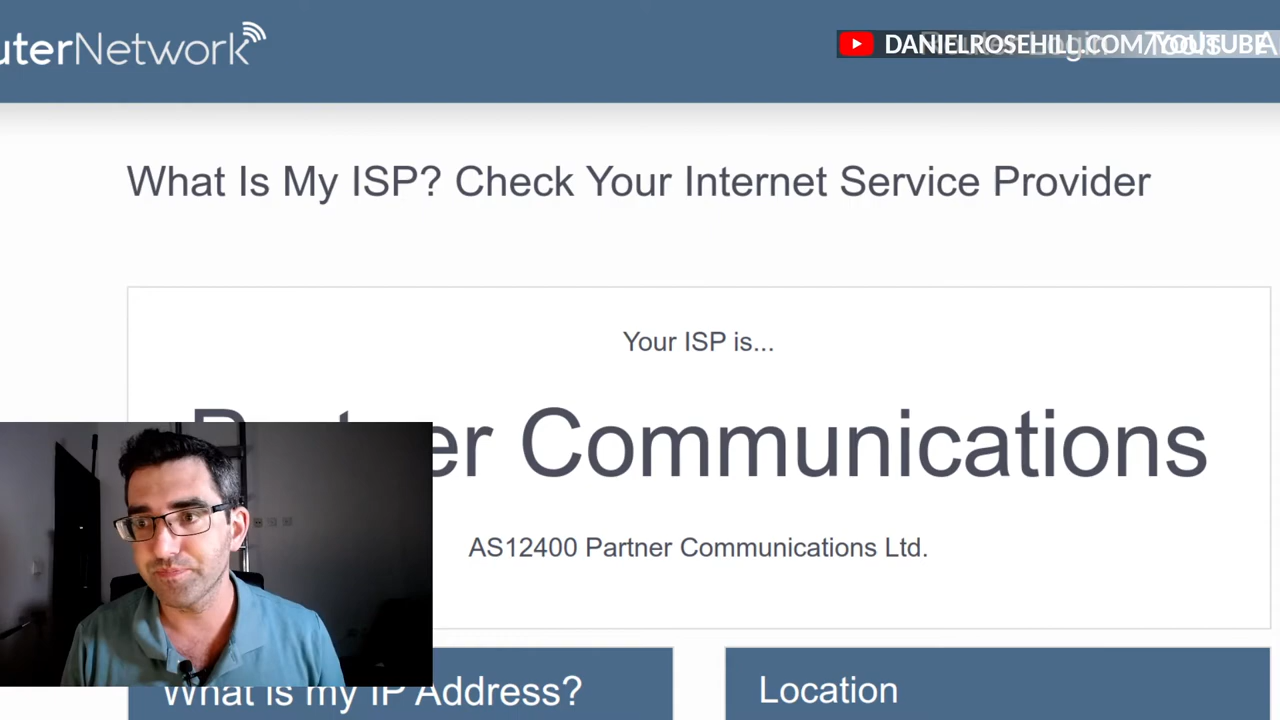 uterNetwork
DANIELROSEHILL.COM/YOUTUBE
What Is My ISP? Check Your Internet Service Provider
Your ISP is...
Partner Communications
AS12400 Partner Communications Ltd.
What is my IP Address?
Location